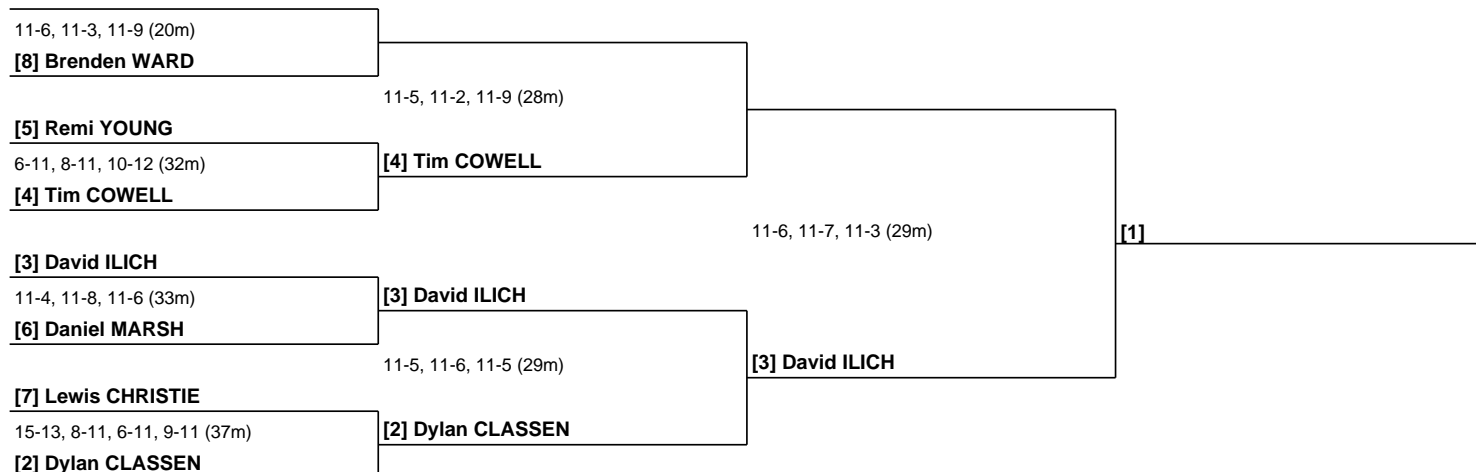 11-6, 11-3, 11-9 (20m)
[8] Brenden WARD
11-5, 11-2, 11-9 (28m)
[5] Remi YOUNG
6-11, 8-11, 10-12 (32m)
[4] Tim COWELL
[4] Tim COWELL
11-6, 11-7, 11-3 (29m)
[1]
[3] David ILICH
11-4, 11-8, 11-6 (33m)
[3] David ILICH
[6] Daniel MARSH
11-5, 11-6, 11-5 (29m)
[3] David ILICH
[7] Lewis CHRISTIE
15-13, 8-11, 6-11, 9-11 (37m)
[2] Dylan CLASSEN
[2] Dylan CLASSEN